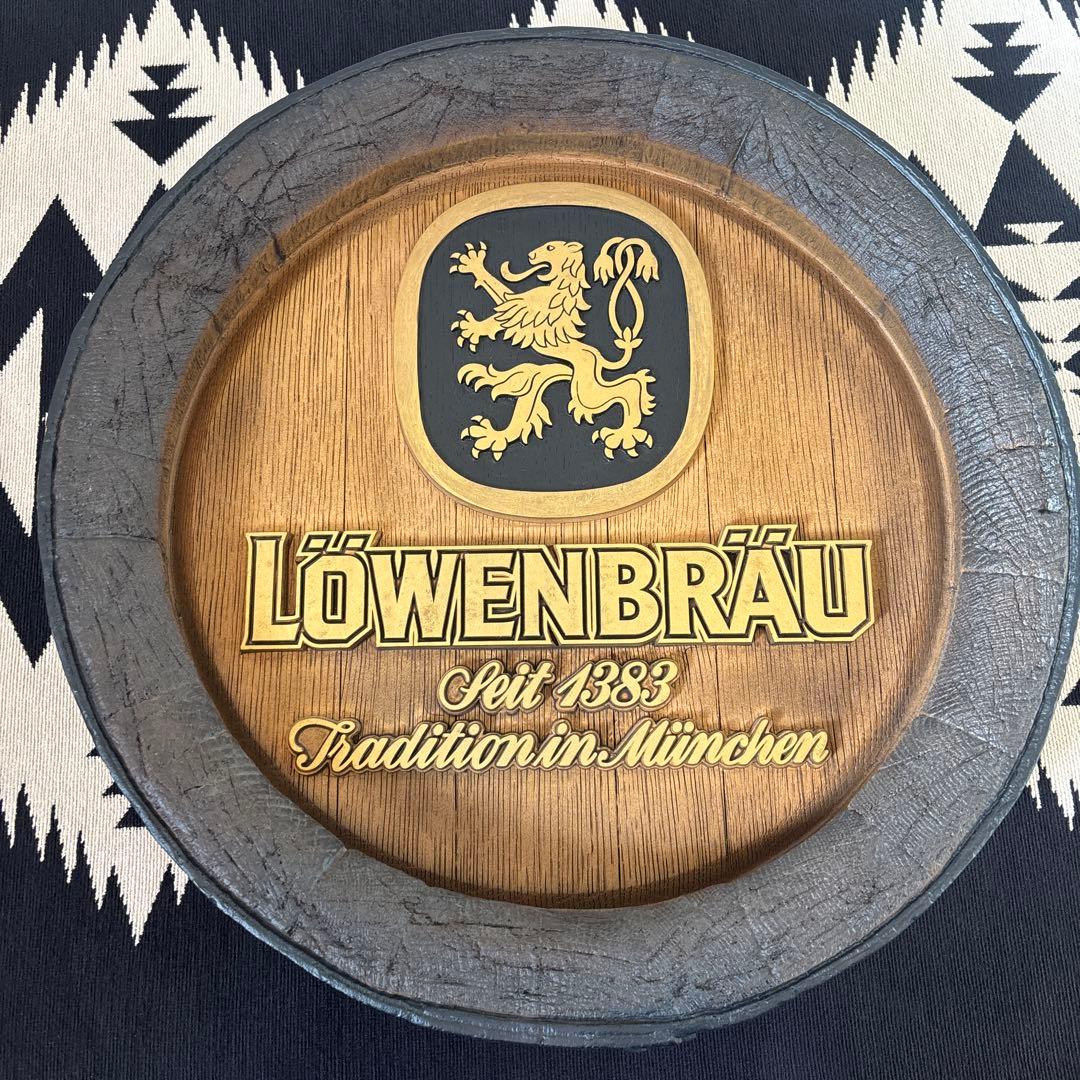 LÖWENBRÄU
Seit 1383
Tradition in München